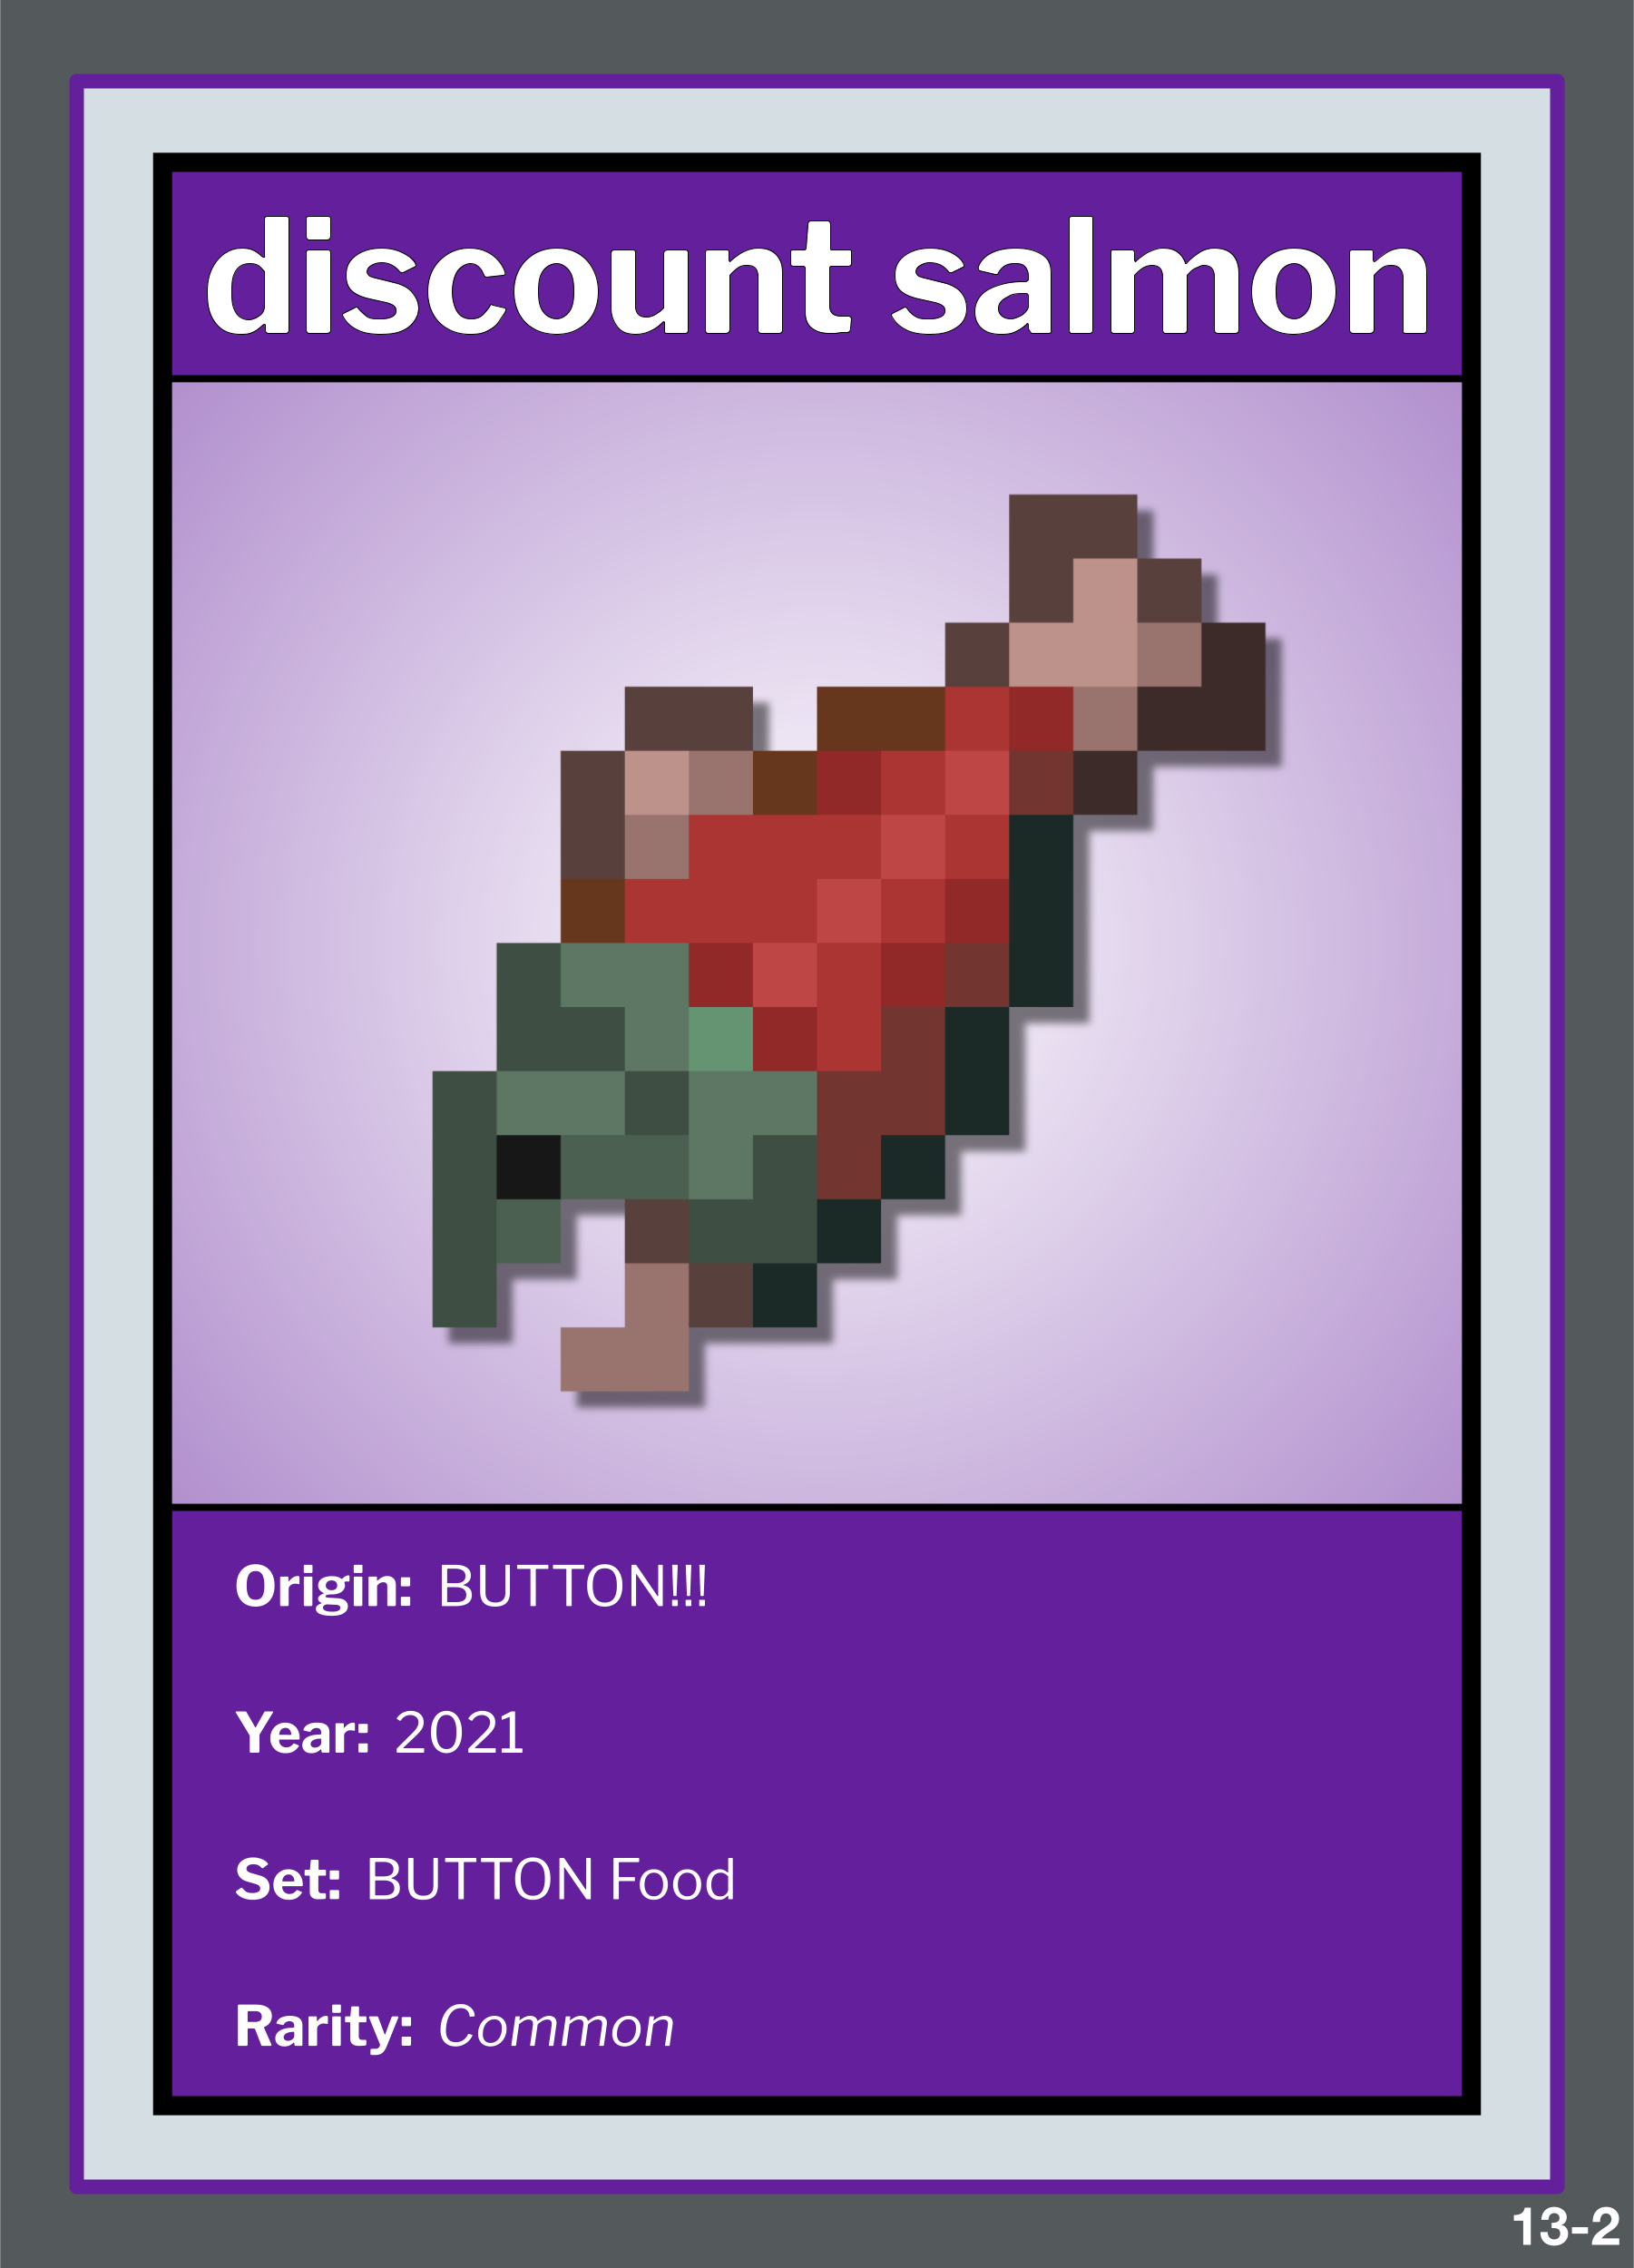 discount salmon
Origin: BUTTON!!!
Year: 2021
Set: BUTTON Food
Rarity: Common
13-2